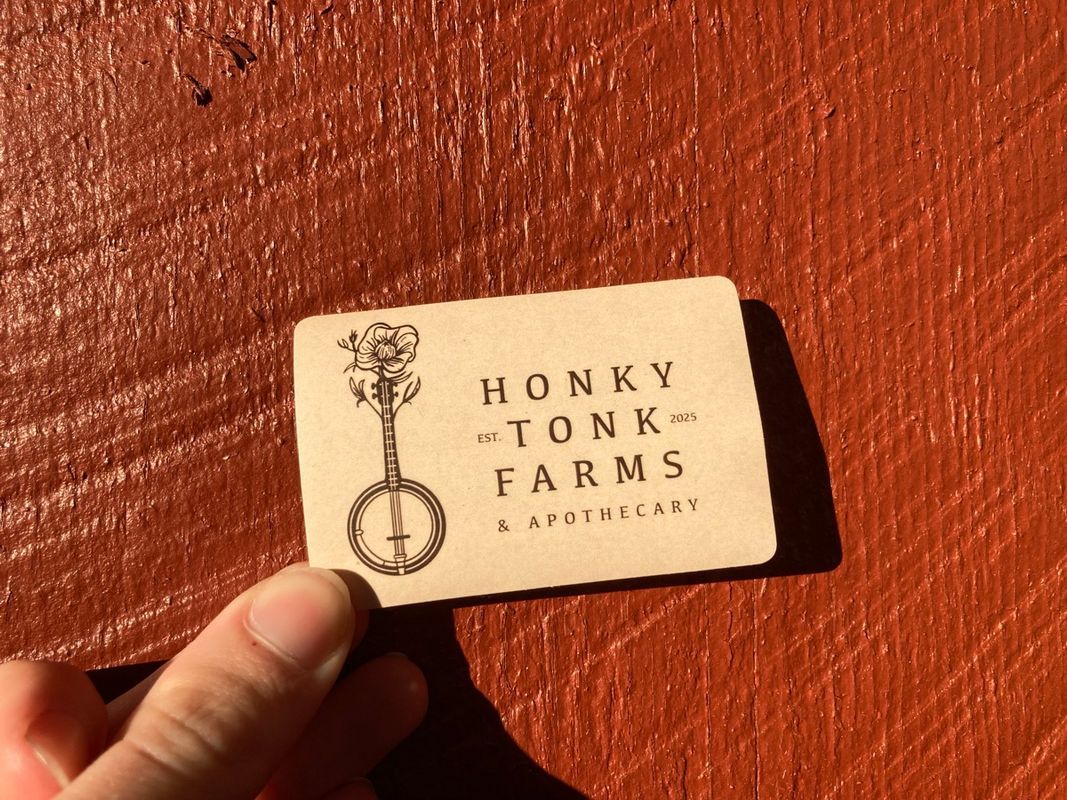 HONKY
EST. TONK 2025
FARMS
& APOTHECARY